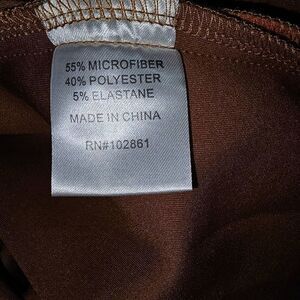 55% MICROFIBER
40% POLYESTER
5% ELASTANE
MADE IN CHINA
RN#102861